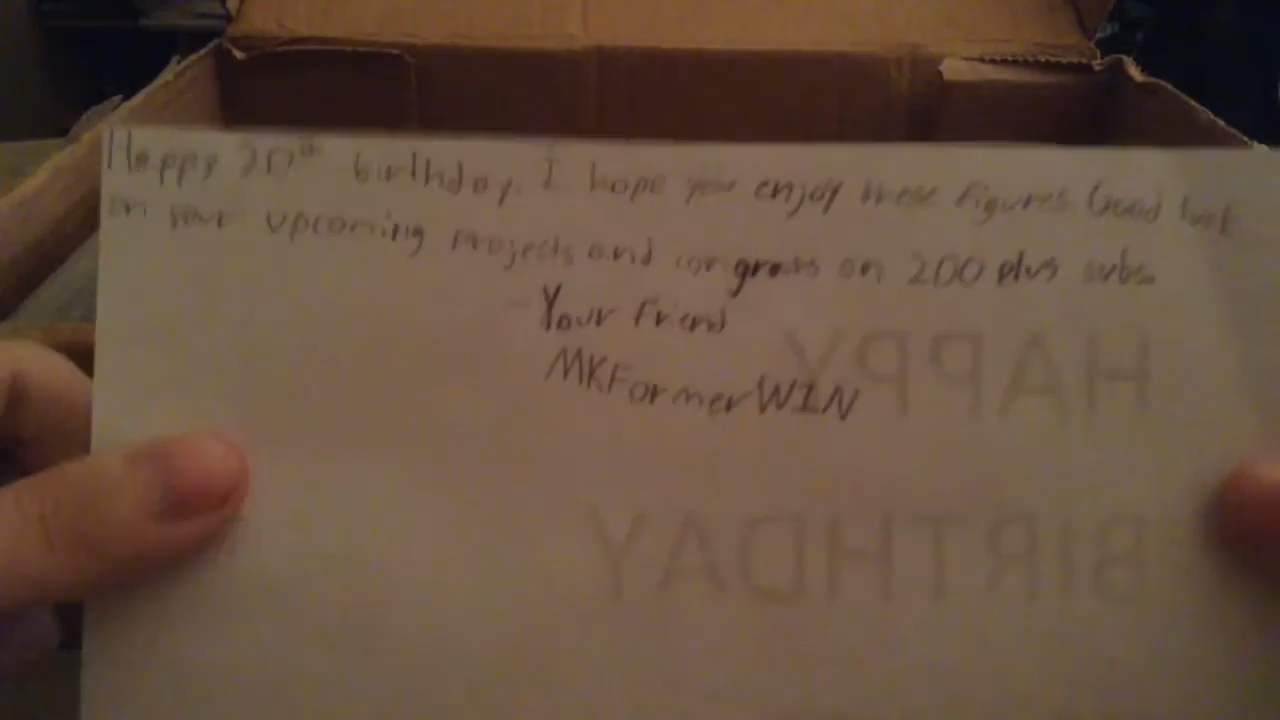 Happy 20th birthday. I hope you enjoy these figures. Good luck
on your upcoming projects and congrats on 200 plus subs.
- Your Friend
MKFormerWIN
HAPPY
BIRTHDAY